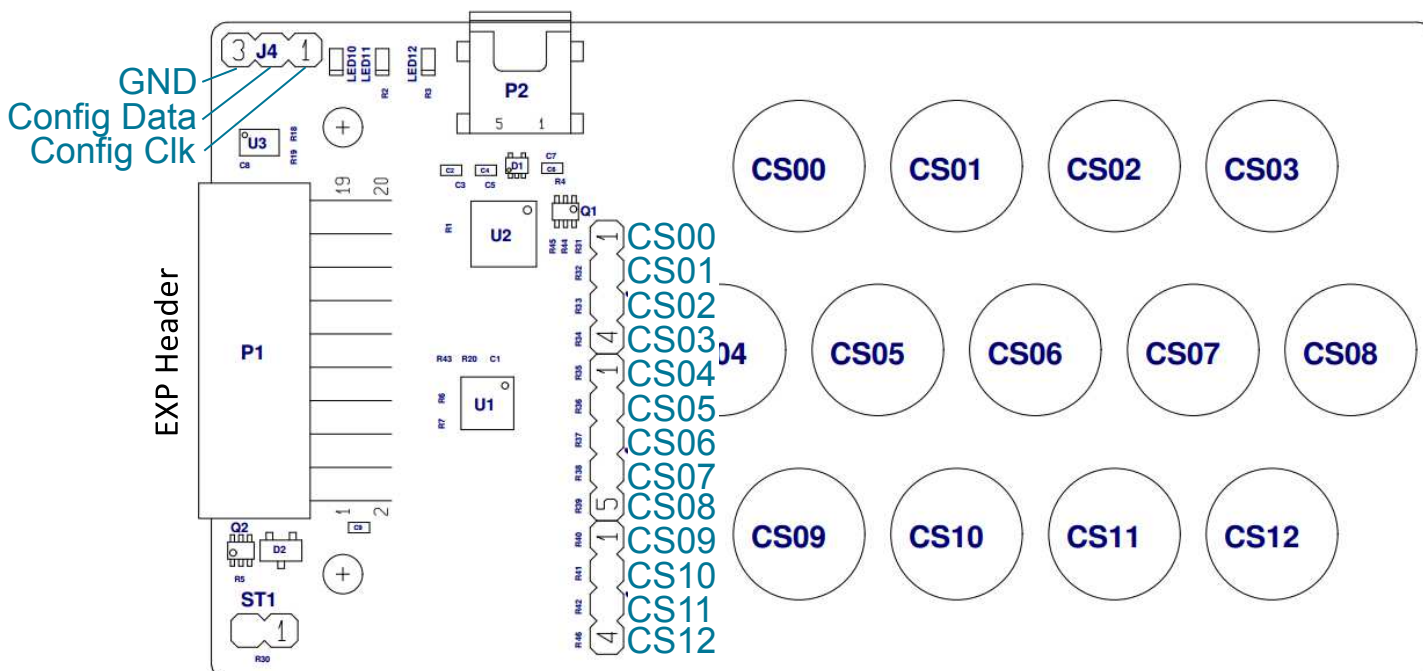 3 J4 1
GND
Config Data
Config Clk
LED10
LED11
LED12
R2
R3
P2
5 1
U3
R18
R19
C8
19
20
C2
C3
C4
C5
D1
C7
C6
R4
Q1
R1
U2
R45
R44
R31
R32
R33
R34
1
4
CS00
CS01
CS02
CS03
EXP Header
P1
R43 R20 C1
R6
R7
U1
R35
R36
R37
R38
R39
1
5
CS04
CS05
CS06
CS07
CS08
1
2
C9
Q2
D2
R5
ST1
1
R30
R40
R41
R42
R46
1
4
CS09
CS10
CS11
CS12
CS00 CS01 CS02 CS03
04 CS05 CS06 CS07 CS08
CS09 CS10 CS11 CS12